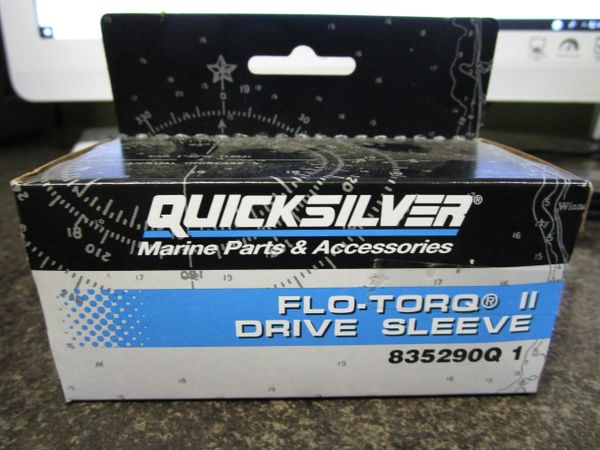 QUICKSILVER®
Marine Parts & Accessories
FLO-TORQ® II
DRIVE SLEEVE
835290Q 1